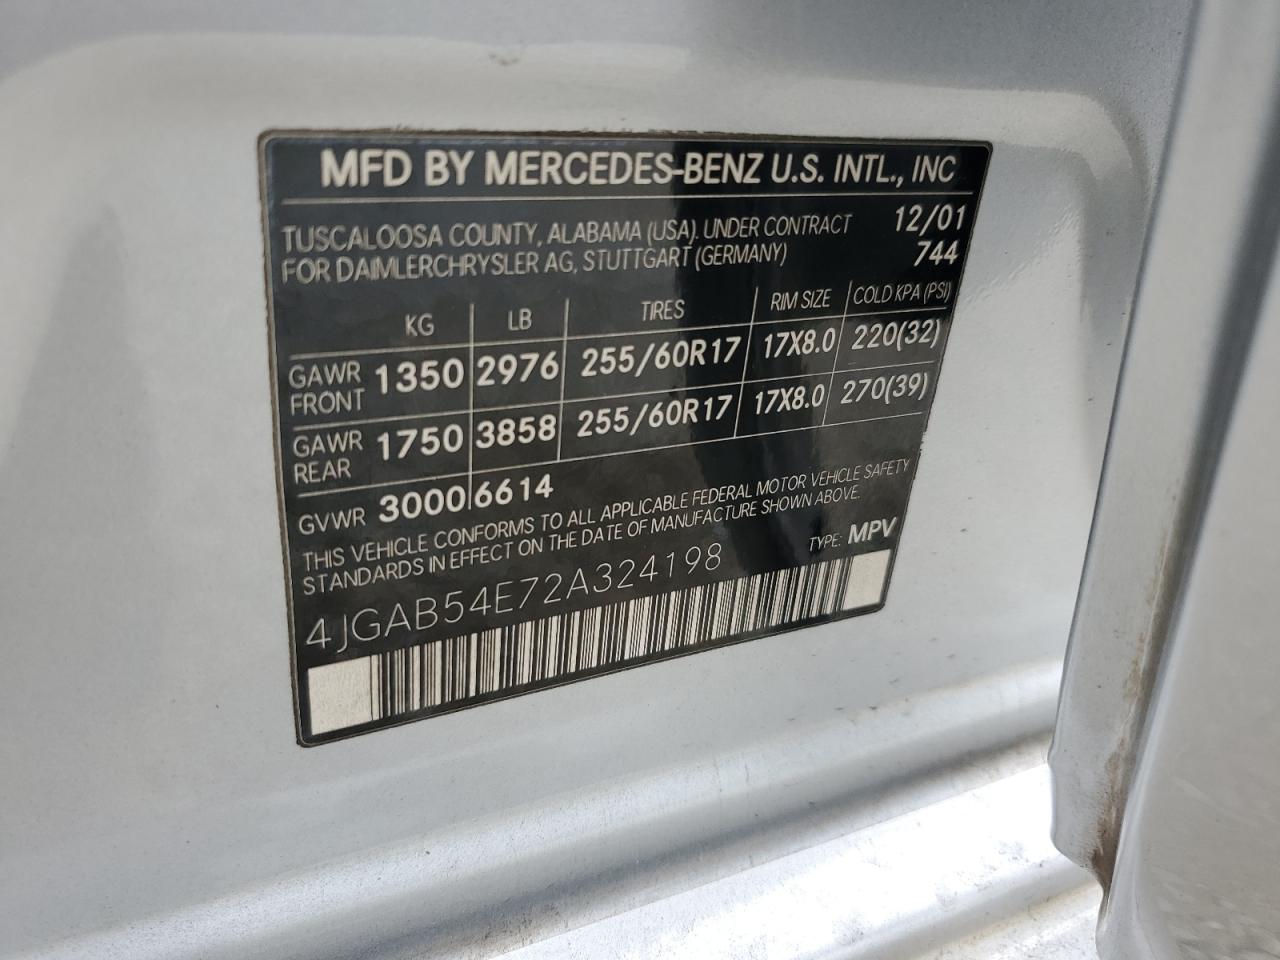 MFD BY MERCEDES-BENZ U.S. INTL., INC
TUSCALOOSA COUNTY, ALABAMA (USA). UNDER CONTRACT 12/01
FOR DAIMLERCHRYSLER AG, STUTTGART (GERMANY) 744
KG LB TIRES RIM SIZE COLD KPA (PSI)
GAWR FRONT 1350 2976 255/60R17 17X8.0 220(32)
GAWR REAR 1750 3858 255/60R17 17X8.0 270(39)
GVWR 3000 6614
THIS VEHICLE CONFORMS TO ALL APPLICABLE FEDERAL MOTOR VEHICLE SAFETY
STANDARDS IN EFFECT ON THE DATE OF MANUFACTURE SHOWN ABOVE.
TYPE: MPV
4JGAB54E72A324198